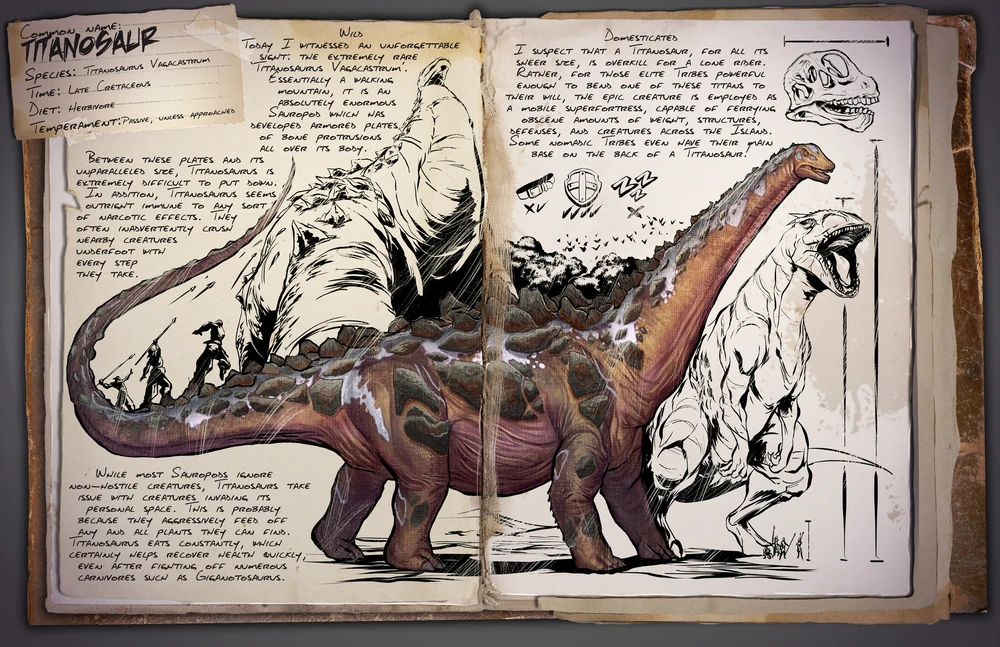 Common name:
TITANOSAUR
Species: Titanosaurus Vagacastrum
Time: Late Cretaceous
Diet: Herbivore
Temperament: Passive, unless approached
Wild
Today I witnessed an unforgettable
sight: the extremely rare
'Titanosaurus Vagacastrum'.
Essentially a walking
mountain, it is an
absolutely enormous
Sauropod which has
developed armored plates
of bone protrusions
all over its body.
Between these plates and its
unparalleled size, Titanosaurus is
extremely difficult to put down.
In addition, Titanosaurus seems
outright immune to any sort
of narcotic effects. They
often inadvertently crush
nearby creatures
underfoot with
every step
they take.
While most Sauropods ignore
non-hostile creatures, Titanosaurs take
issue with creatures invading its
personal space. This is probably
because they aggressively feed off
any and all plants they can find.
Titanosaurus eats constantly, which
certainly helps recover health quickly,
even after fighting off numerous
carnivores such as Giganotosaurus.
Domesticated
I suspect that a Titanosaur, for all its
sheer size, is overkill for a lone rider.
Rather, for those elite Tribes powerful
enough to bend one of these titans to
their will, the epic creature is employed as
a mobile superfortress, capable of ferrying
obscene amounts of weight, structures,
defenses, and creatures across the Island.
Some nomadic Tribes even have their main
base on the back of a Titanosaur!